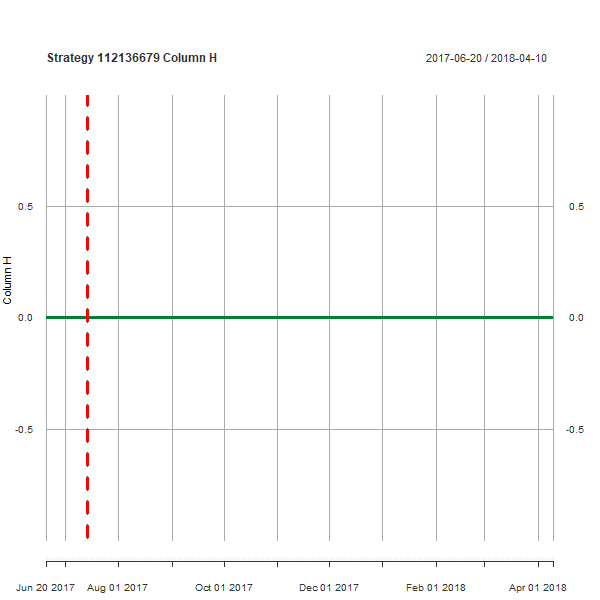 Strategy 112136679 Column H
2017-06-20 / 2018-04-10
0.5
0.5
Column H
0.0
0.0
-0.5
-0.5
Jun 20 2017
Aug 01 2017
Oct 01 2017
Dec 01 2017
Feb 01 2018
Apr 01 2018